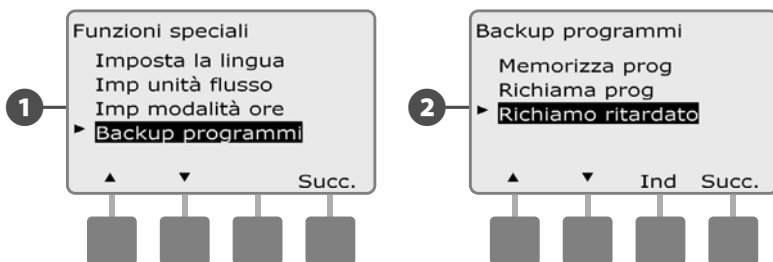 Funzioni speciali
Imposta la lingua
Imp unità flusso
Imp modalità ore
► Backup programmi
▲ ▼ Succ.
1
Backup programmi
Memorizza prog
Richiama prog
► Richiamo ritardato
▲ ▼ Ind Succ.
2